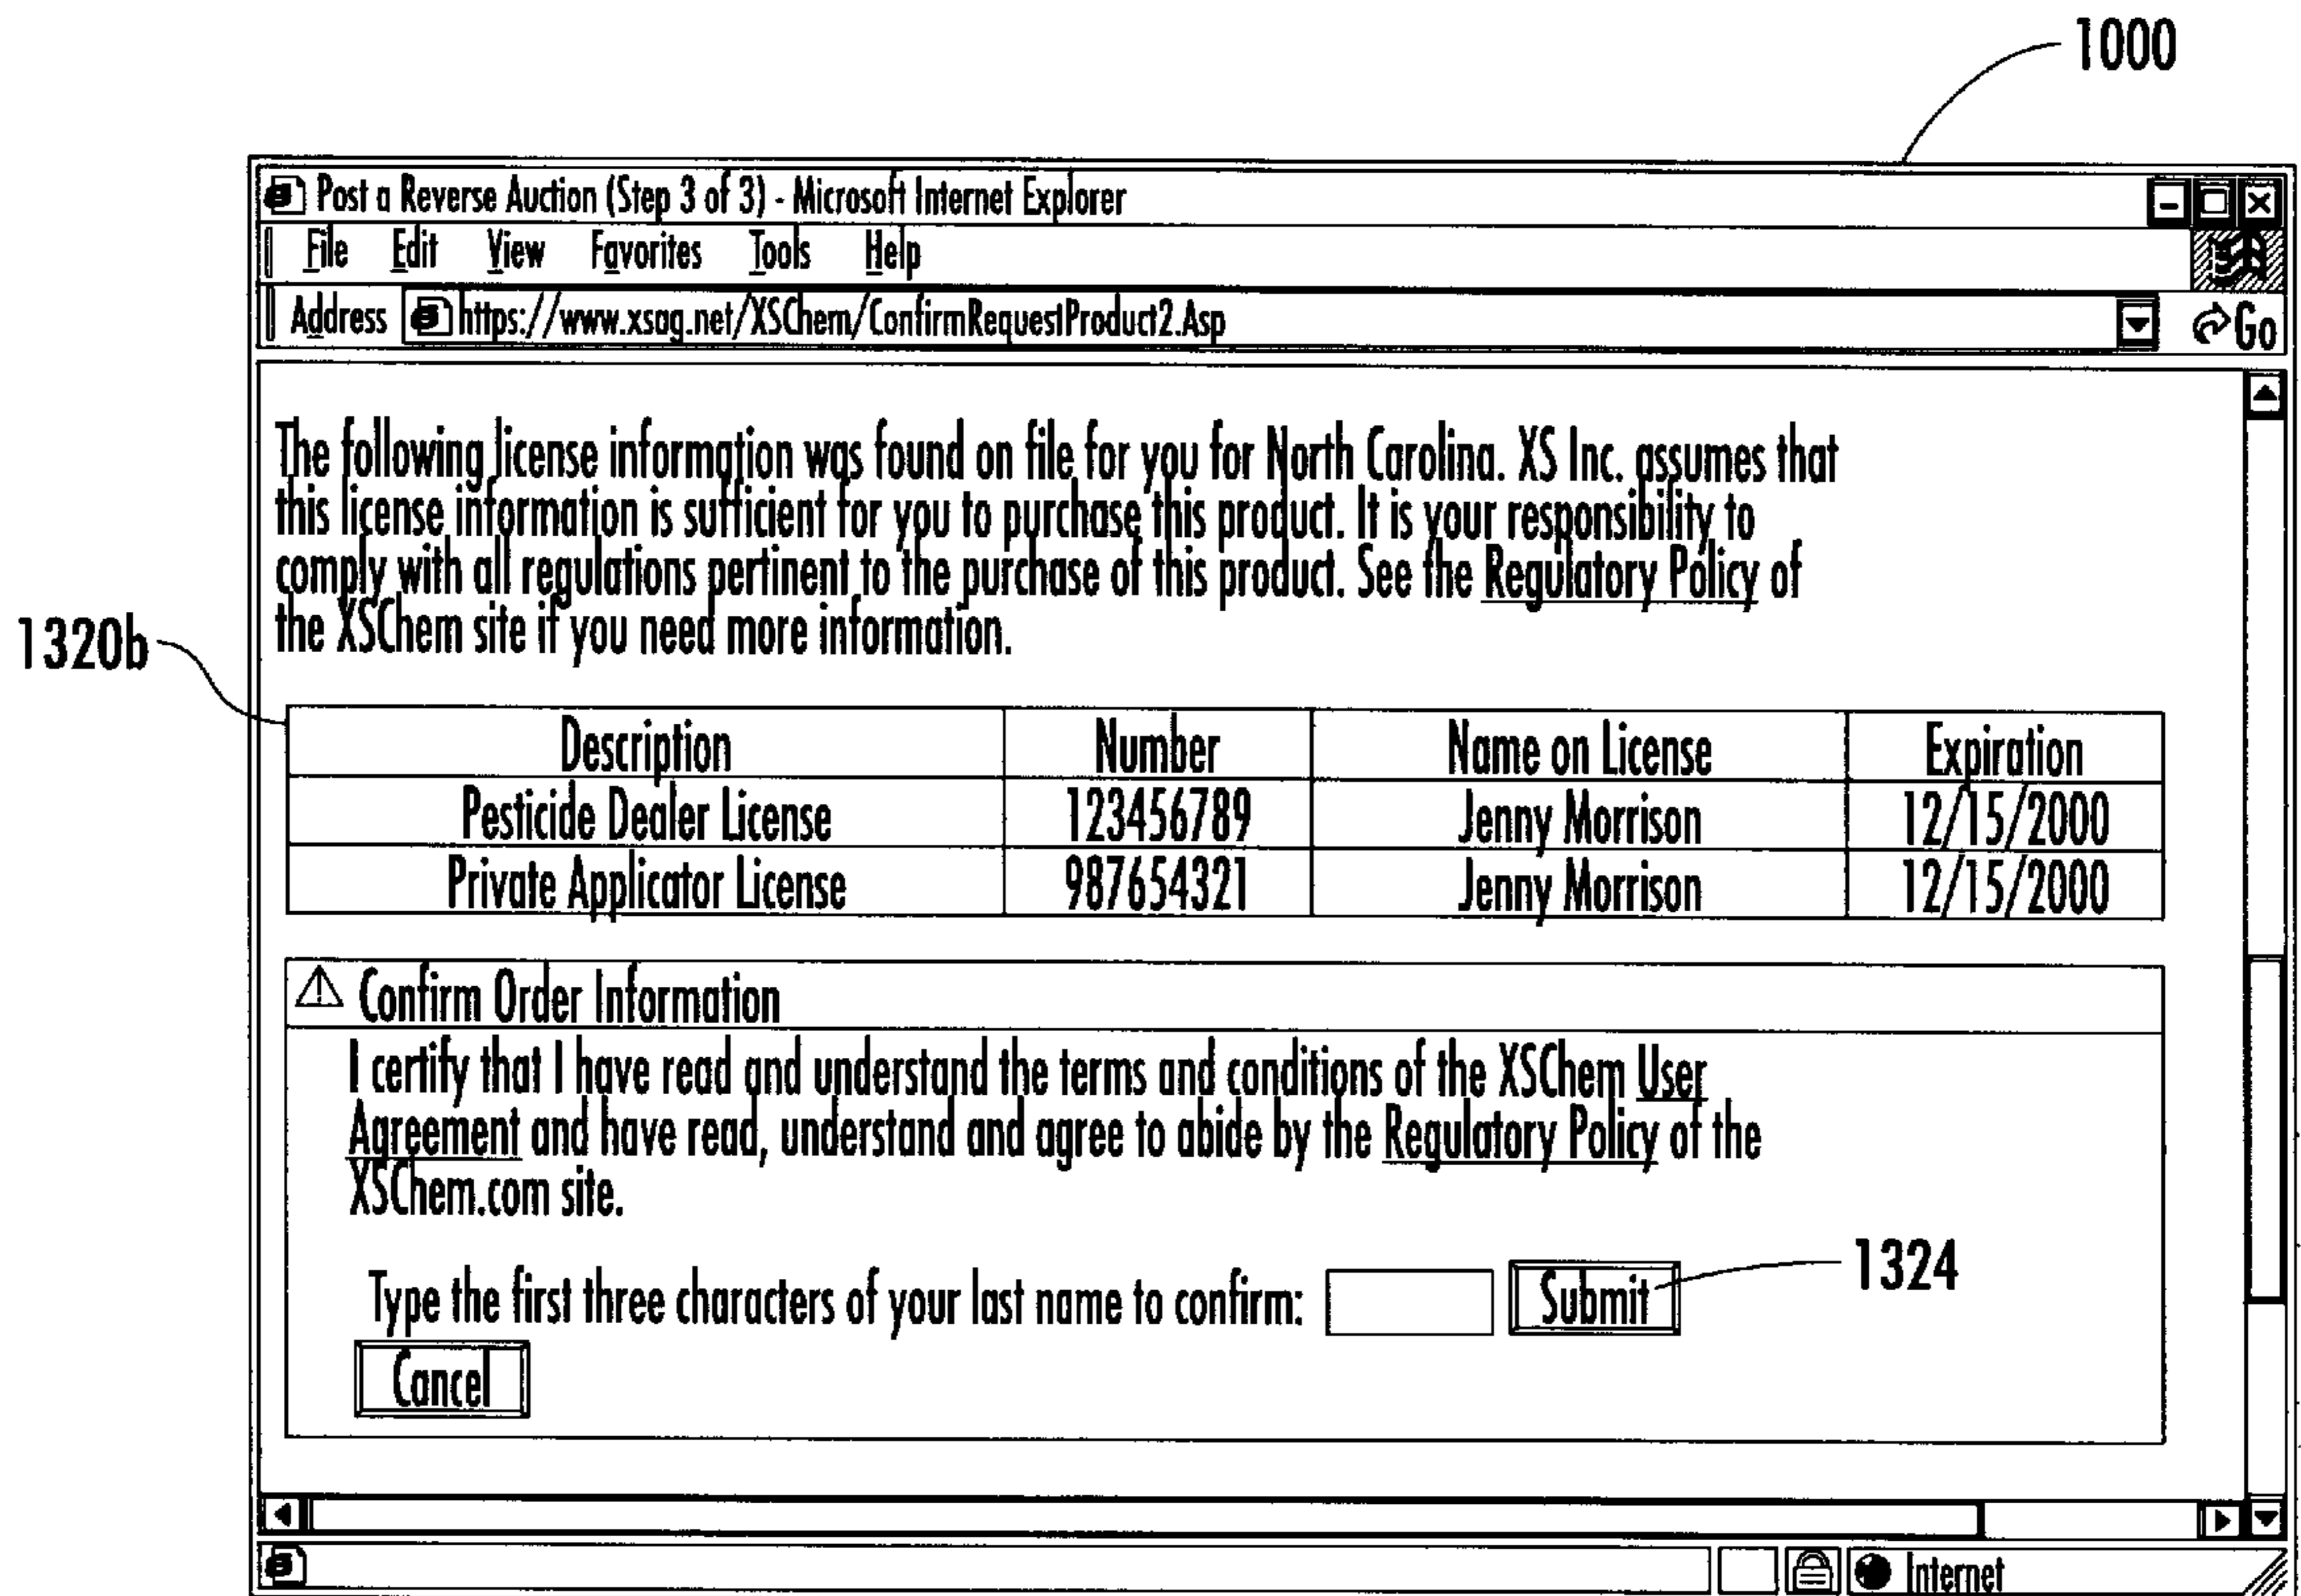 1000
Post a Reverse Auction (Step 3 of 3) - Microsoft Internet Explorer
File Edit View Favorites Tools Help
Address https://www.xsag.net/XSChem/ConfirmRequestProduct2.Asp Go
The following license information was found on file for you for North Carolina. XS Inc. assumes that
this license information is sufficient for you to purchase this product. It is your responsibility to
comply with all regulations pertinent to the purchase of this product. See the Regulatory Policy of
the XSChem site if you need more information.
1320b
Description Number Name on License Expiration
Pesticide Dealer License 123456789 Jenny Morrison 12/15/2000
Private Applicator License 987654321 Jenny Morrison 12/15/2000
Confirm Order Information
I certify that I have read and understand the terms and conditions of the XSChem User
Agreement and have read, understand and agree to abide by the Regulatory Policy of the
XSChem.com site.
Type the first three characters of your last name to confirm: Submit 1324
Cancel
Internet